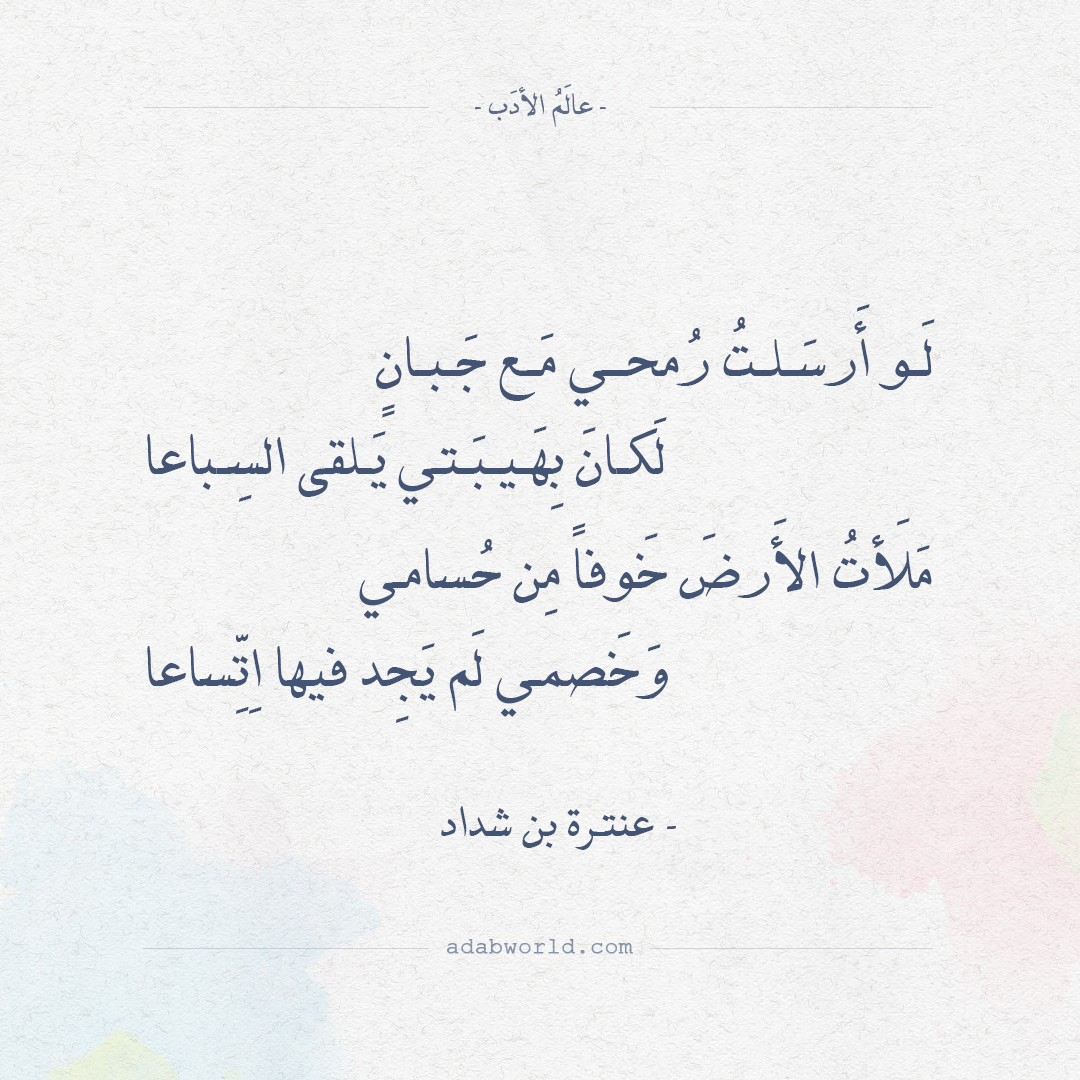 - عالَمُ الأدَب -
لَو أَرسَلتُ رُمحي مَع جَبانٍ
لَكانَ بِهَيبَتي يَلقى السِباعا
مَلَأتُ الأَرضَ خَوفاً مِن حُسامي
وَخَصمي لَم يَجِد فيها اِتِّساعا
- عنترة بن شداد
adabworld.com